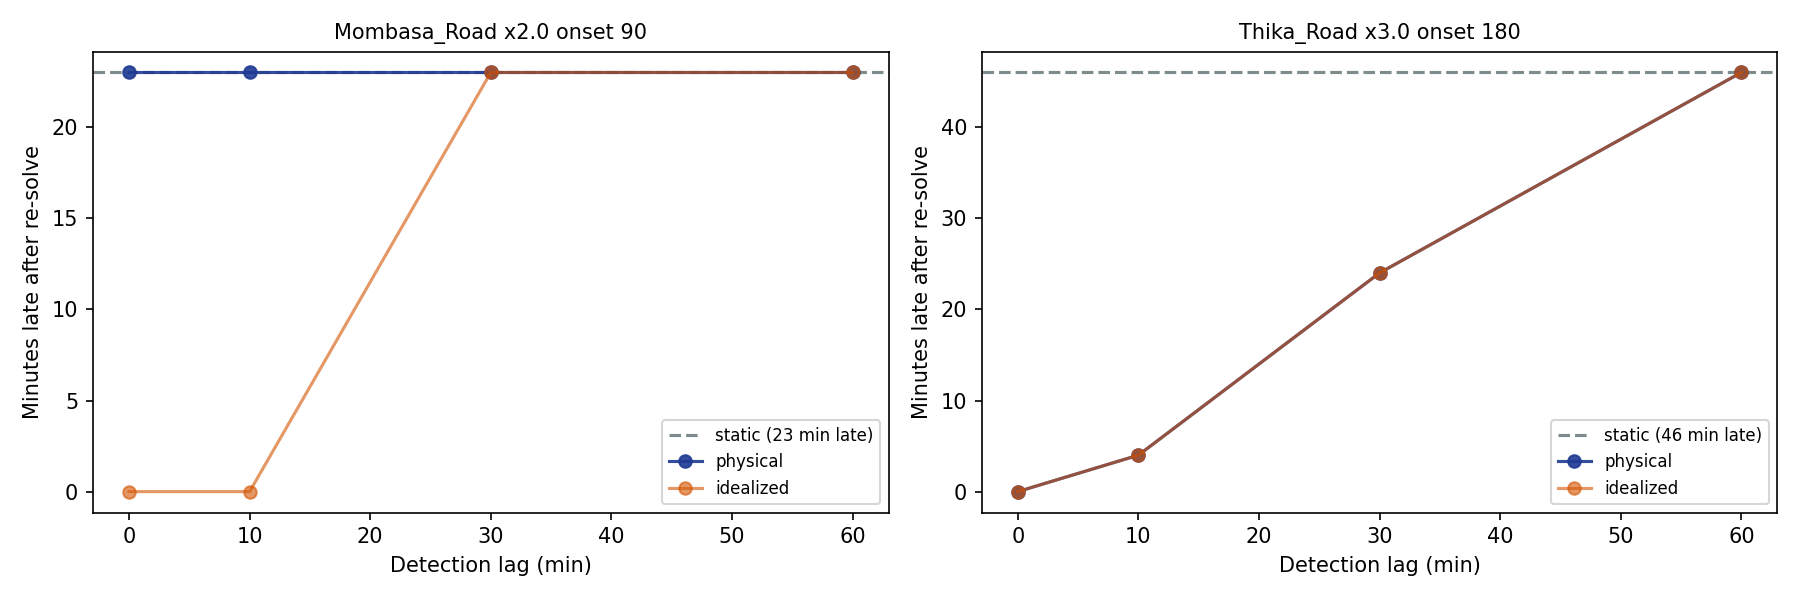 Mombasa_Road x2.0 onset 90
Minutes late after re-solve
20
15
10
5
0
static (23 min late)
physical
idealized
0 10 20 30 40 50 60
Detection lag (min)
Thika_Road x3.0 onset 180
Minutes late after re-solve
40
30
20
10
0
static (46 min late)
physical
idealized
0 10 20 30 40 50 60
Detection lag (min)